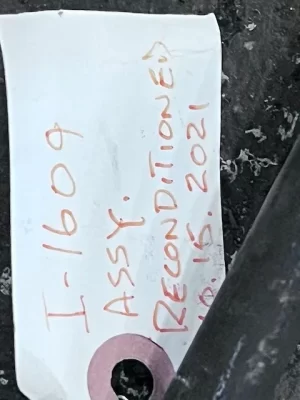 I-1609
ASSY.
RECONDITIONED
10.15.2021